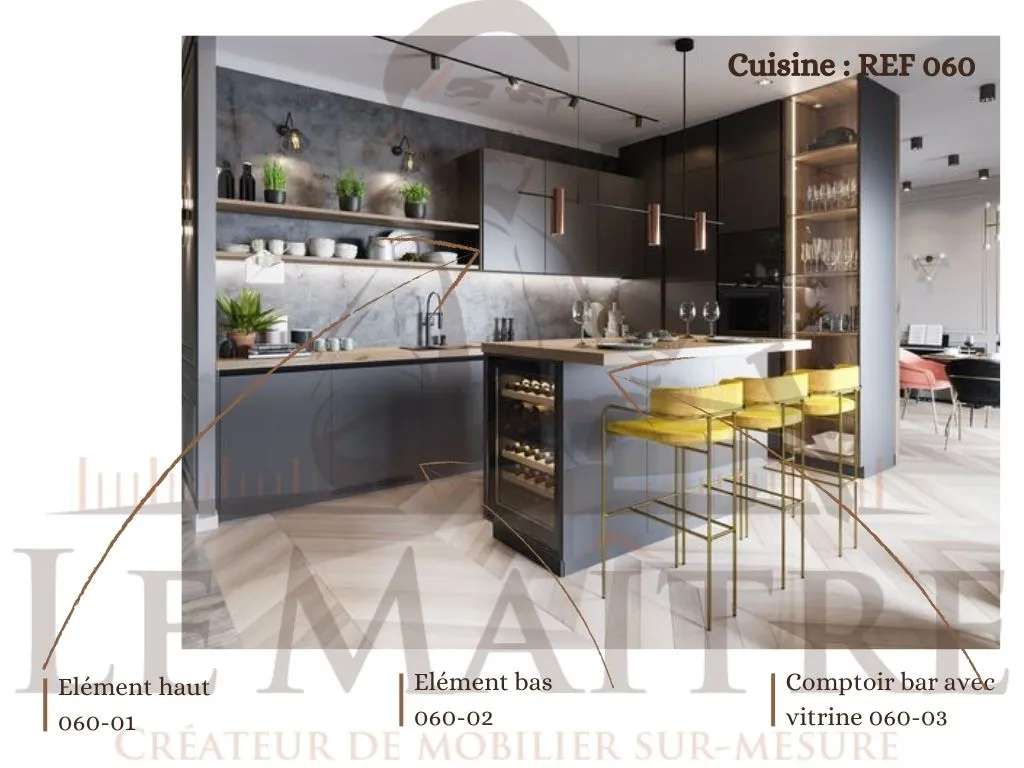 Cuisine : REF 060
LE MAÎTRE
CRÉATEUR DE MOBILIER SUR-MESURE
Elément haut
060-01
Elément bas
060-02
Comptoir bar avec
vitrine 060-03